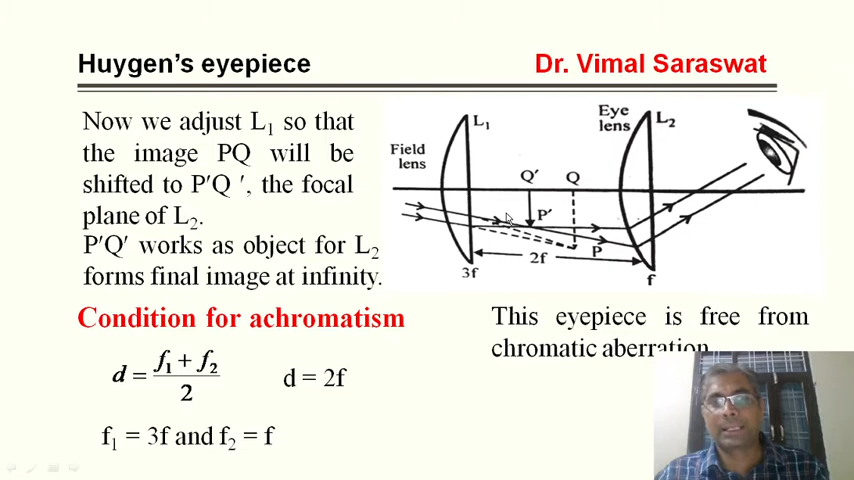 Huygen's eyepiece
Dr. Vimal Saraswat
Now we adjust L₁ so that
the image PQ will be
shifted to P'Q ', the focal
plane of L₂.
P'Q' works as object for L₂
forms final image at infinity.
Field
lens
L₁
Eye
lens
L₂
Q'
Q
P'
P
2f
3f
f
Condition for achromatism
d = (f₁ + f₂)/2
d = 2f
f₁ = 3f and f₂ = f
This eyepiece is free from
chromatic aberration